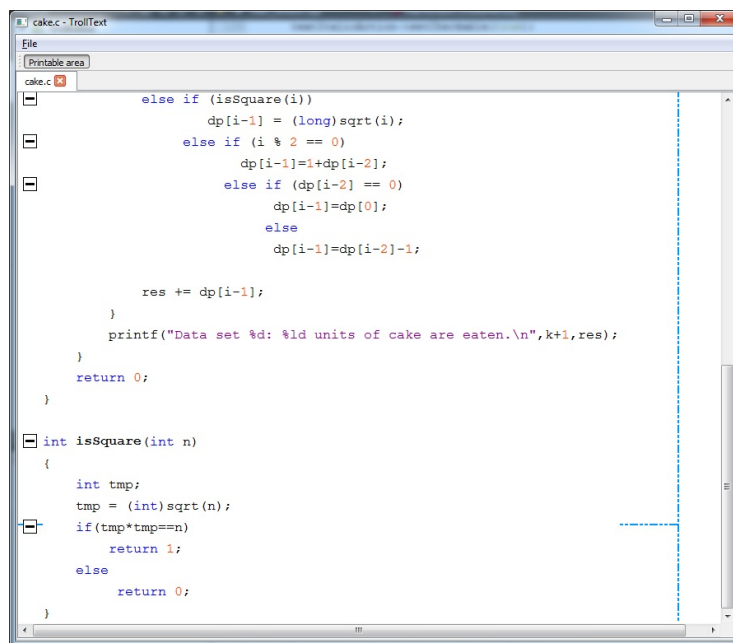 cake.c - TrollText
File
Printable area
cake.c
else if (isSquare(i))
dp[i-1] = (long)sqrt(i);
else if (i % 2 == 0)
dp[i-1]=1+dp[i-2];
else if (dp[i-2] == 0)
dp[i-1]=dp[0];
else
dp[i-1]=dp[i-2]-1;
res += dp[i-1];
}
printf("Data set %d: %ld units of cake are eaten.\n",k+1,res);
}
return 0;
}
int isSquare(int n)
{
int tmp;
tmp = (int)sqrt(n);
if(tmp*tmp==n)
return 1;
else
return 0;
}